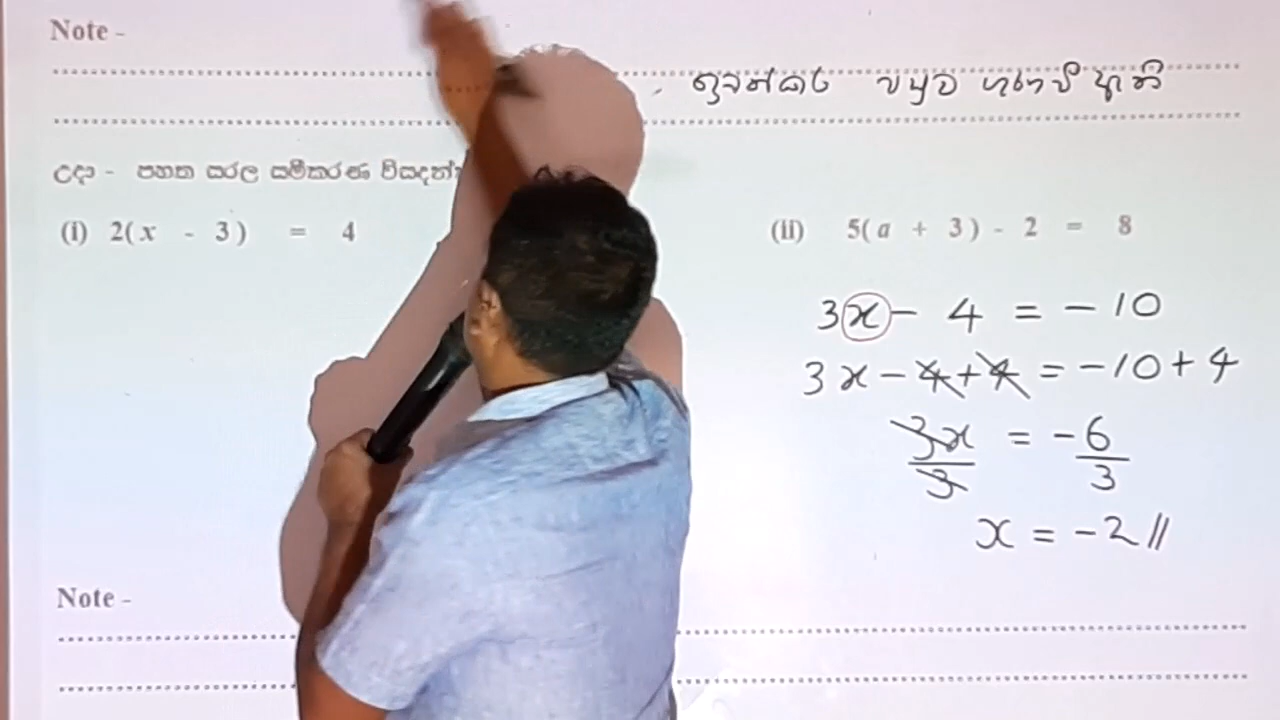 Note -
ඉවත්කර වමුව
උදා - පහත සරල සමීකරණ
(i) 2(x - 3) = 4
(ii) 5(a + 3) - 2 = 8
3x - 4 = -10
3x - 4 + 4 = -10 + 4
3x/3 = -6/3
x = -2 //
Note -